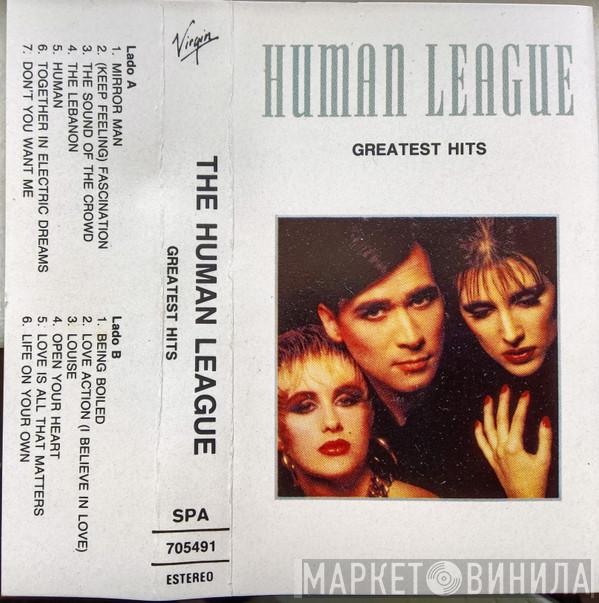 Lado A
1. MIRROR MAN
2. (KEEP FEELING) FASCINATION
3. THE SOUND OF THE CROWD
4. THE LEBANON
5. HUMAN
6. TOGETHER IN ELECTRIC DREAMS
7. DON'T YOU WANT ME
Lado B
1. BEING BOILED
2. LOVE ACTION (I BELIEVE IN LOVE)
3. LOUISE
4. OPEN YOUR HEART
5. LOVE IS ALL THAT MATTERS
6. LIFE ON YOUR OWN
Virgin
THE HUMAN LEAGUE
GREATEST HITS
SPA
705491
ESTEREO
HUMAN LEAGUE
GREATEST HITS
МАРКЕТ ВИНИЛА